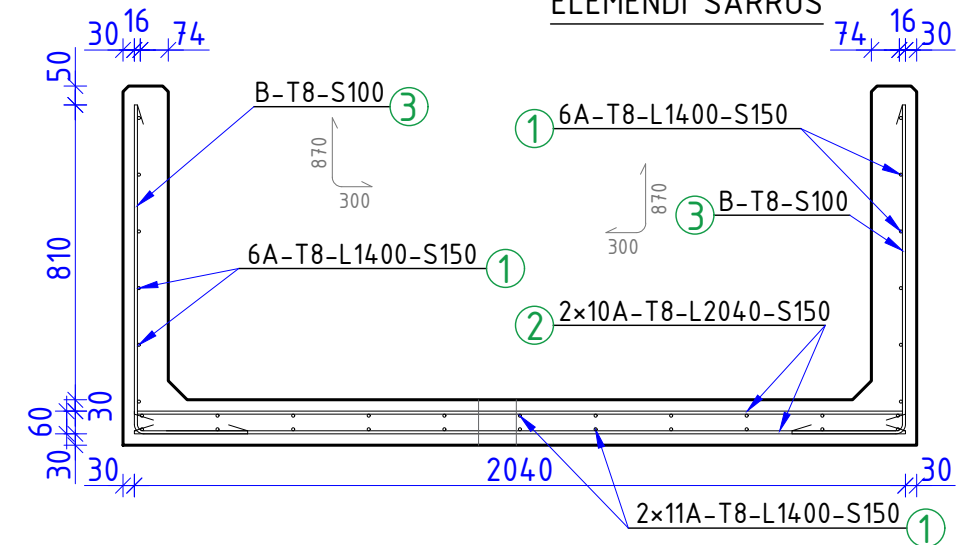 ELEMENDI SARRUS
30 16 74
74 16 30
50
B-T8-S100 3
1 6A-T8-L1400-S150
870
300
870
300
3 B-T8-S100
810
6A-T8-L1400-S150 1
2 2×10A-T8-L2040-S150
60 30
30
30 2040 30
2×11A-T8-L1400-S150 1